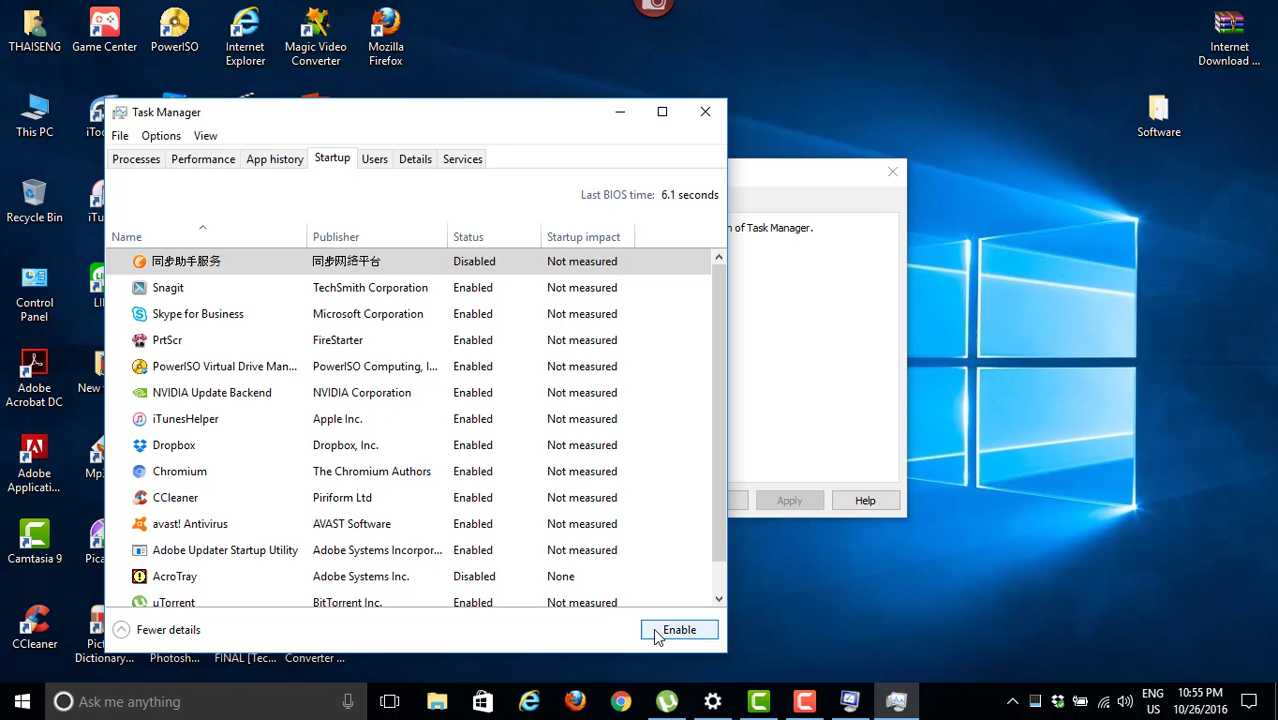 THAISENG
Game Center
PowerISO
Internet
Explorer
Magic Video
Converter
Mozilla
Firefox
Internet
Download ...
This PC
iToo
Software
Recycle Bin
iTu
Control
Panel
LI
Adobe
Acrobat DC
New v
Adobe
Applicati...
Mp3
Camtasia 9
Pica
CCleaner
Pict
Dictionary...
Photosh...
FINAL [Tec...
Converter ...
Task Manager
File
Options
View
Processes
Performance
App history
Startup
Users
Details
Services
Last BIOS time: 6.1 seconds
Name
Publisher
Status
Startup impact
同步助手服务
同步网络平台
Disabled
Not measured
Snagit
TechSmith Corporation
Enabled
Not measured
Skype for Business
Microsoft Corporation
Enabled
Not measured
PrtScr
FireStarter
Enabled
Not measured
PowerISO Virtual Drive Man...
PowerISO Computing, I...
Enabled
Not measured
NVIDIA Update Backend
NVIDIA Corporation
Enabled
Not measured
iTunesHelper
Apple Inc.
Enabled
Not measured
Dropbox
Dropbox, Inc.
Enabled
Not measured
Chromium
The Chromium Authors
Enabled
Not measured
CCleaner
Piriform Ltd
Enabled
Not measured
avast! Antivirus
AVAST Software
Enabled
Not measured
Adobe Updater Startup Utility
Adobe Systems Incorpor...
Enabled
Not measured
AcroTray
Adobe Systems Inc.
Disabled
None
uTorrent
BitTorrent Inc.
Enabled
Not measured
Fewer details
Enable
n of Task Manager.
Apply
Help
Ask me anything
ENG
US
10:55 PM
10/26/2016